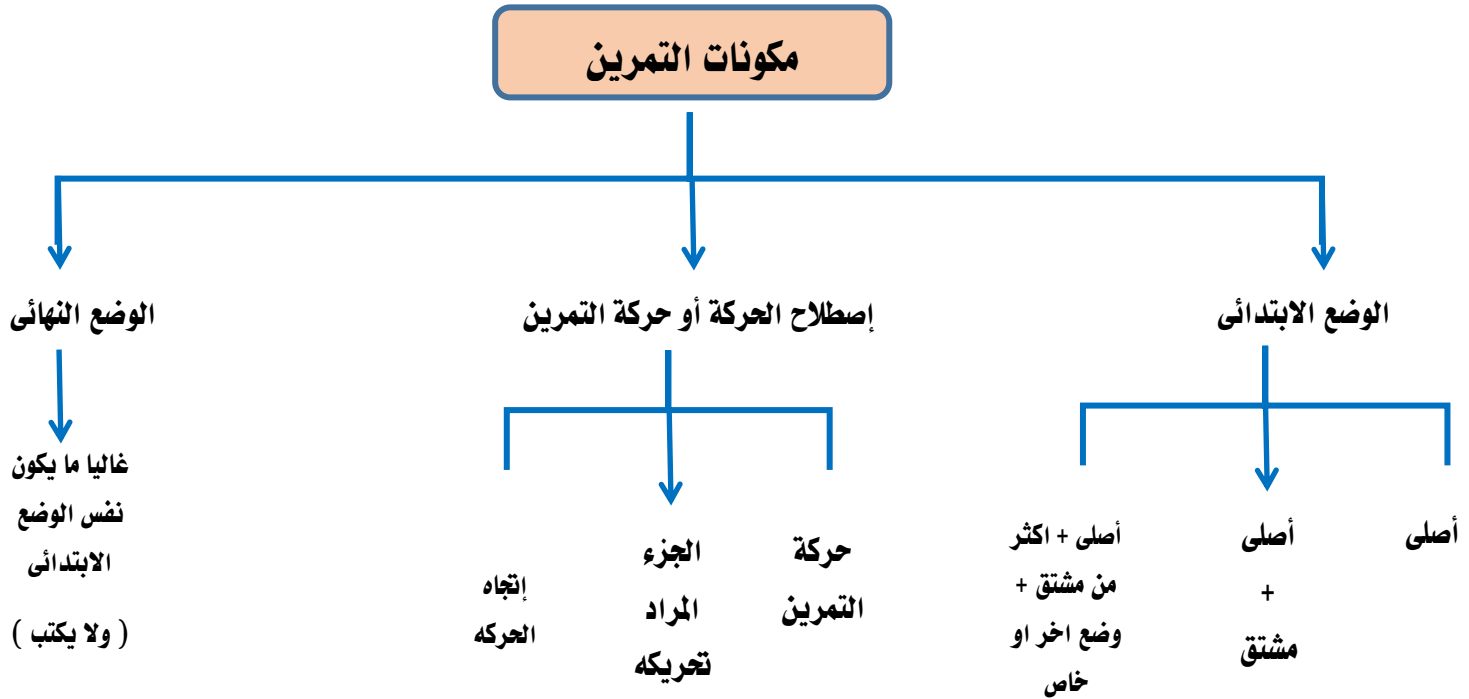 مكونات التمرين
الوضع الابتدائى
إصطلاح الحركة أو حركة التمرين
الوضع النهائى
أصلى
أصلى
+
مشتق
أصلى + اكثر
من مشتق +
وضع اخر او
خاص
حركة
التمرين
الجزء
المراد
تحريكه
إتجاه
الحركه
غاليا ما يكون
نفس الوضع
الابتدائى
( ولا يكتب )